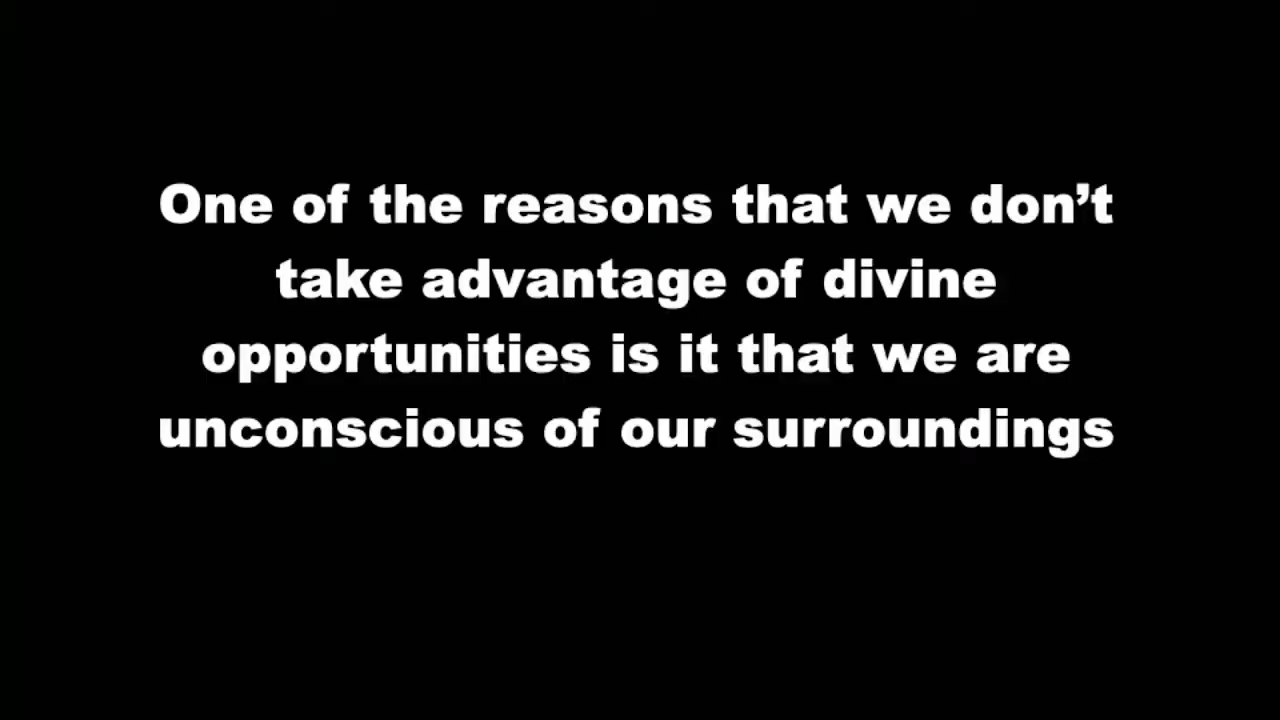 One of the reasons that we don’t
take advantage of divine
opportunities is it that we are
unconscious of our surroundings